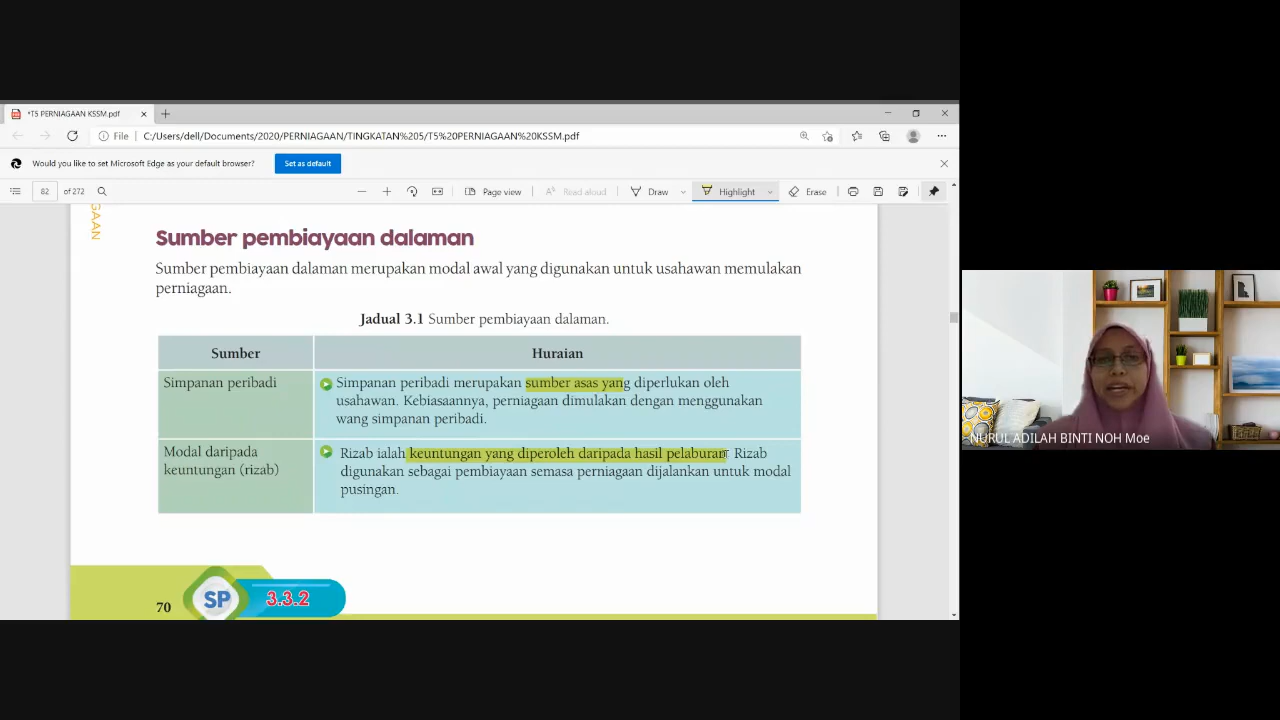 *T5 PERNIAGAAN KSSM.pdf
File C:/Users/dell/Documents/2020/PERNIAGAAN/TINGKATAN%205/T5%20PERNIAGAAN%20KSSM.pdf
Would you like to set Microsoft Edge as your default browser? Set as default
82 of 272 Page view Read aloud Draw Highlight Erase
GAAN
Sumber pembiayaan dalaman
Sumber pembiayaan dalaman merupakan modal awal yang digunakan untuk usahawan memulakan
perniagaan.
Jadual 3.1 Sumber pembiayaan dalaman.
Sumber Huraian
Simpanan peribadi
Simpanan peribadi merupakan sumber asas yang diperlukan oleh
usahawan. Kebiasaannya, perniagaan dimulakan dengan menggunakan
wang simpanan peribadi.
Modal daripada
keuntungan (rizab)
Rizab ialah keuntungan yang diperoleh daripada hasil pelaburan. Rizab
digunakan sebagai pembiayaan semasa perniagaan dijalankan untuk modal
pusingan.
70 SP 3.3.2
NURUL ADILAH BINTI NOH Moe